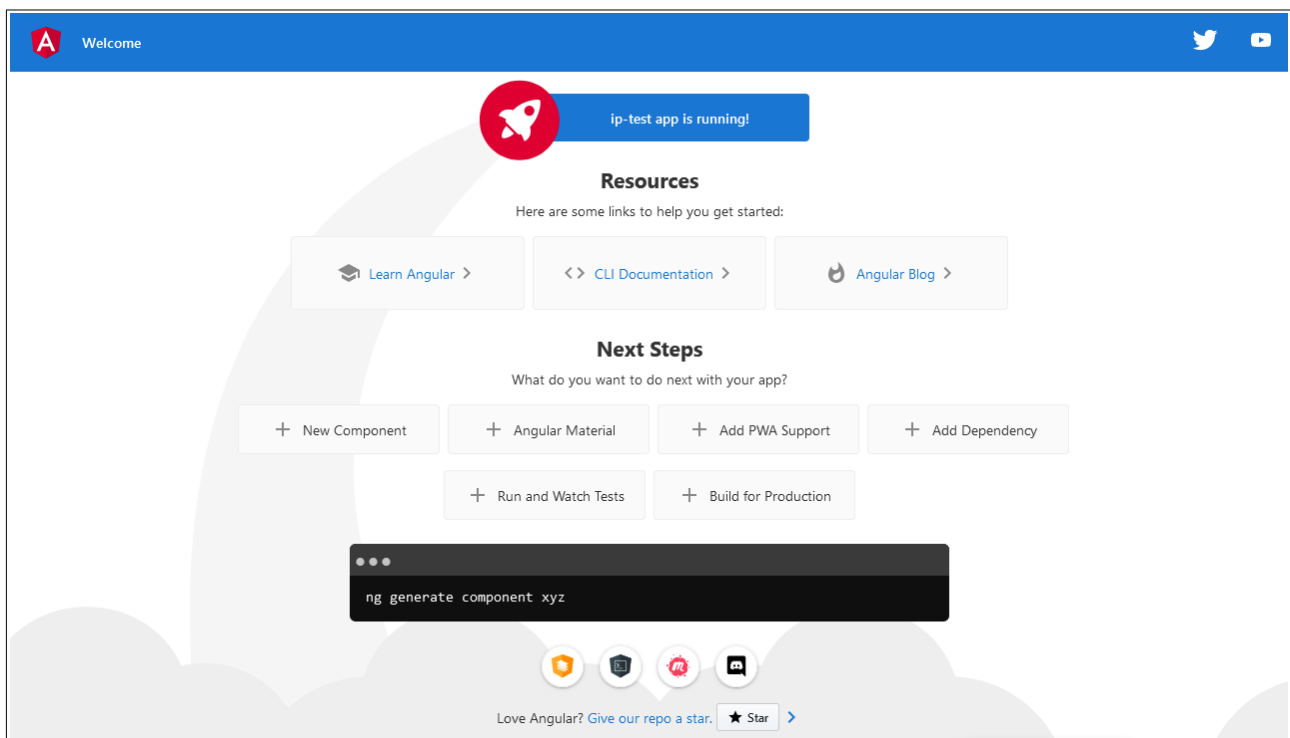 Welcome
ip-test app is running!
Resources
Here are some links to help you get started:
Learn Angular
CLI Documentation
Angular Blog
Next Steps
What do you want to do next with your app?
New Component
Angular Material
Add PWA Support
Add Dependency
Run and Watch Tests
Build for Production
ng generate component xyz
Love Angular? Give our repo a star. Star